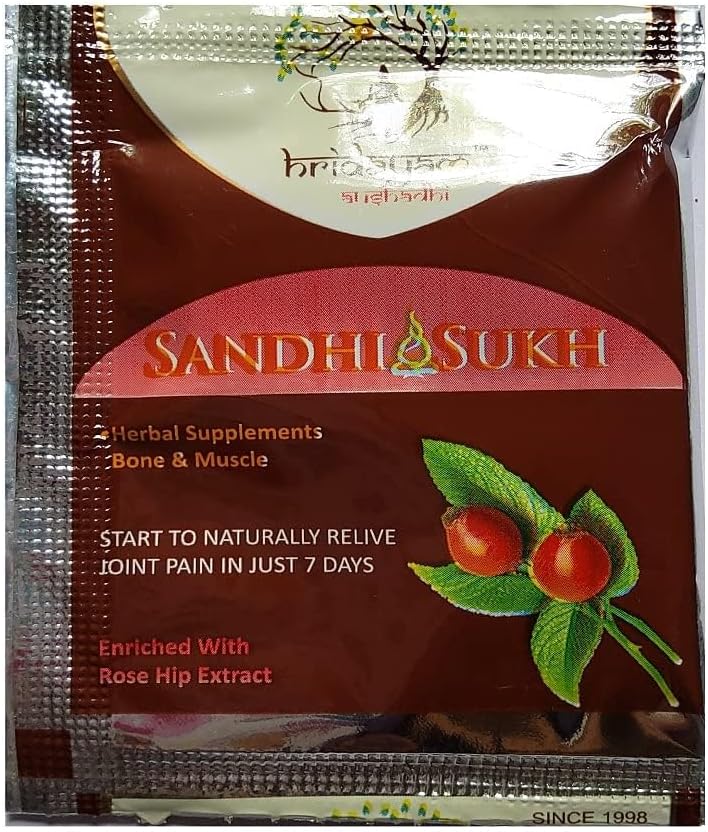 hridayam™
aushadhi
SANDHI SUKH
•Herbal Supplements
Bone & Muscle
START TO NATURALLY RELIVE
JOINT PAIN IN JUST 7 DAYS
Enriched With
Rose Hip Extract
SINCE 1998